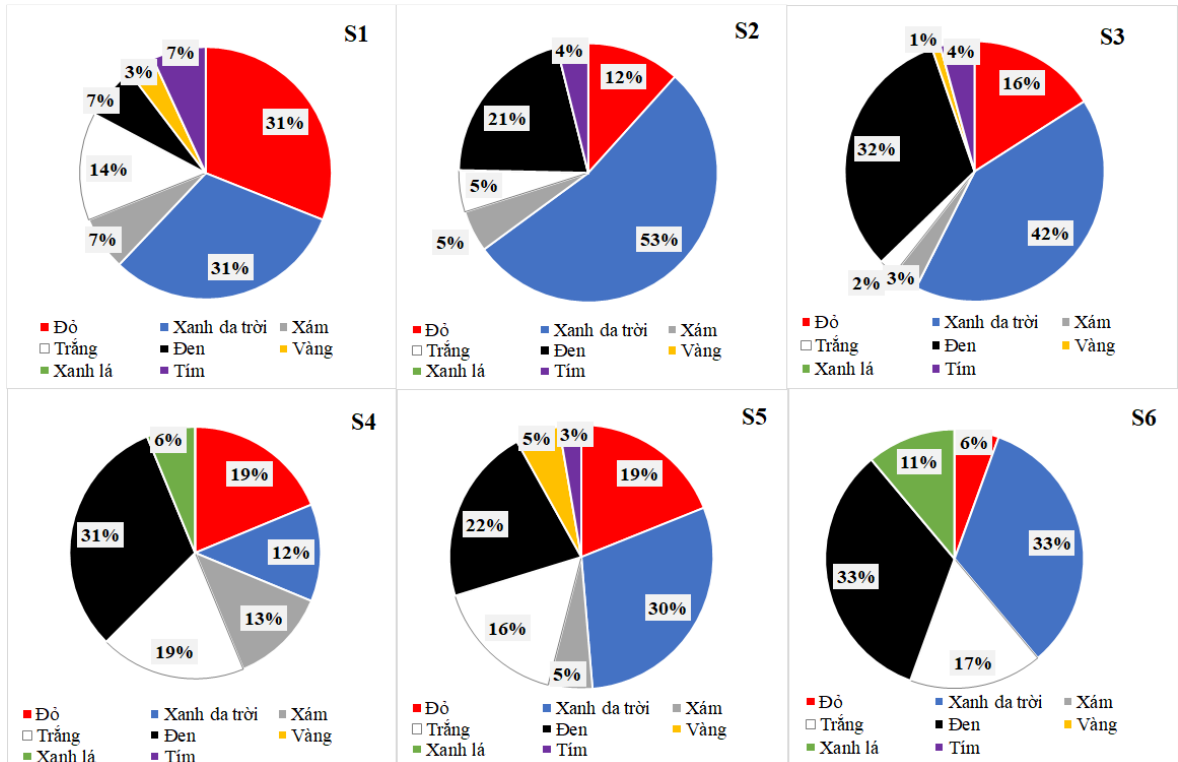 S1
7%
3%
7%
31%
14%
7%
31%
Đỏ Xanh da trời Xám
Trắng Đen Vàng
Xanh lá Tím
S2
4%
12%
21%
5%
5%
53%
Đỏ Xanh da trời Xám
Trắng Đen Vàng
Xanh lá Tím
S3
1% 4%
16%
32%
42%
2% 3%
Đỏ Xanh da trời Xám
Trắng Đen Vàng
Xanh lá Tím
S4
6%
19%
31%
12%
13%
19%
Đỏ Xanh da trời Xám
Trắng Đen Vàng
Xanh lá Tím
S5
5% 3%
19%
22%
30%
16%
5%
Đỏ Xanh da trời Xám
Trắng Đen Vàng
Xanh lá Tím
S6
6%
11%
33%
33%
17%
Đỏ Xanh da trời Xám
Trắng Đen Vàng
Xanh lá Tím